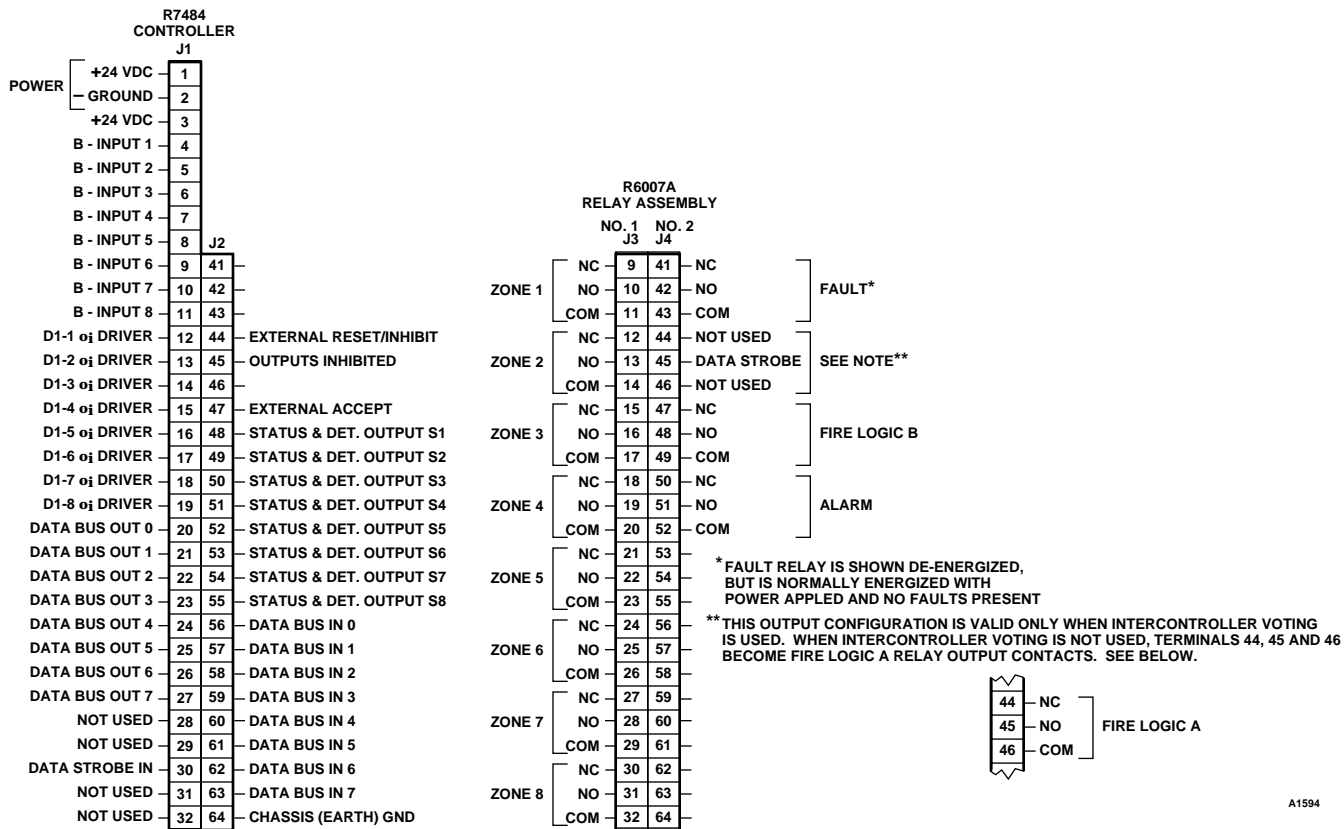 R7484
CONTROLLER
J1
POWER
+24 VDC 1
– GROUND 2
+24 VDC 3
B - INPUT 1 4
B - INPUT 2 5
B - INPUT 3 6
B - INPUT 4 7
B - INPUT 5 8 J2
B - INPUT 6 9 41
B - INPUT 7 10 42
B - INPUT 8 11 43
D1-1 oi DRIVER 12 44 EXTERNAL RESET/INHIBIT
D1-2 oi DRIVER 13 45 OUTPUTS INHIBITED
D1-3 oi DRIVER 14 46
D1-4 oi DRIVER 15 47 EXTERNAL ACCEPT
D1-5 oi DRIVER 16 48 STATUS & DET. OUTPUT S1
D1-6 oi DRIVER 17 49 STATUS & DET. OUTPUT S2
D1-7 oi DRIVER 18 50 STATUS & DET. OUTPUT S3
D1-8 oi DRIVER 19 51 STATUS & DET. OUTPUT S4
DATA BUS OUT 0 20 52 STATUS & DET. OUTPUT S5
DATA BUS OUT 1 21 53 STATUS & DET. OUTPUT S6
DATA BUS OUT 2 22 54 STATUS & DET. OUTPUT S7
DATA BUS OUT 3 23 55 STATUS & DET. OUTPUT S8
DATA BUS OUT 4 24 56 DATA BUS IN 0
DATA BUS OUT 5 25 57 DATA BUS IN 1
DATA BUS OUT 6 26 58 DATA BUS IN 2
DATA BUS OUT 7 27 59 DATA BUS IN 3
NOT USED 28 60 DATA BUS IN 4
NOT USED 29 61 DATA BUS IN 5
DATA STROBE IN 30 62 DATA BUS IN 6
NOT USED 31 63 DATA BUS IN 7
NOT USED 32 64 CHASSIS (EARTH) GND
R6007A
RELAY ASSEMBLY
NO. 1 NO. 2
J3 J4
NC 9 41 NC
ZONE 1 NO 10 42 NO FAULT*
COM 11 43 COM
NC 12 44 NOT USED
ZONE 2 NO 13 45 DATA STROBE SEE NOTE**
COM 14 46 NOT USED
NC 15 47 NC
ZONE 3 NO 16 48 NO FIRE LOGIC B
COM 17 49 COM
NC 18 50 NC
ZONE 4 NO 19 51 NO ALARM
COM 20 52 COM
NC 21 53
ZONE 5 NO 22 54
COM 23 55
NC 24 56
ZONE 6 NO 25 57
COM 26 58
NC 27 59
ZONE 7 NO 28 60
COM 29 61
NC 30 62
ZONE 8 NO 31 63
COM 32 64
* FAULT RELAY IS SHOWN DE-ENERGIZED,
BUT IS NORMALLY ENERGIZED WITH
POWER APPLED AND NO FAULTS PRESENT
** THIS OUTPUT CONFIGURATION IS VALID ONLY WHEN INTERCONTROLLER VOTING
IS USED. WHEN INTERCONTROLLER VOTING IS NOT USED, TERMINALS 44, 45 AND 46
BECOME FIRE LOGIC A RELAY OUTPUT CONTACTS. SEE BELOW.
44 NC
45 NO FIRE LOGIC A
46 COM
A1594